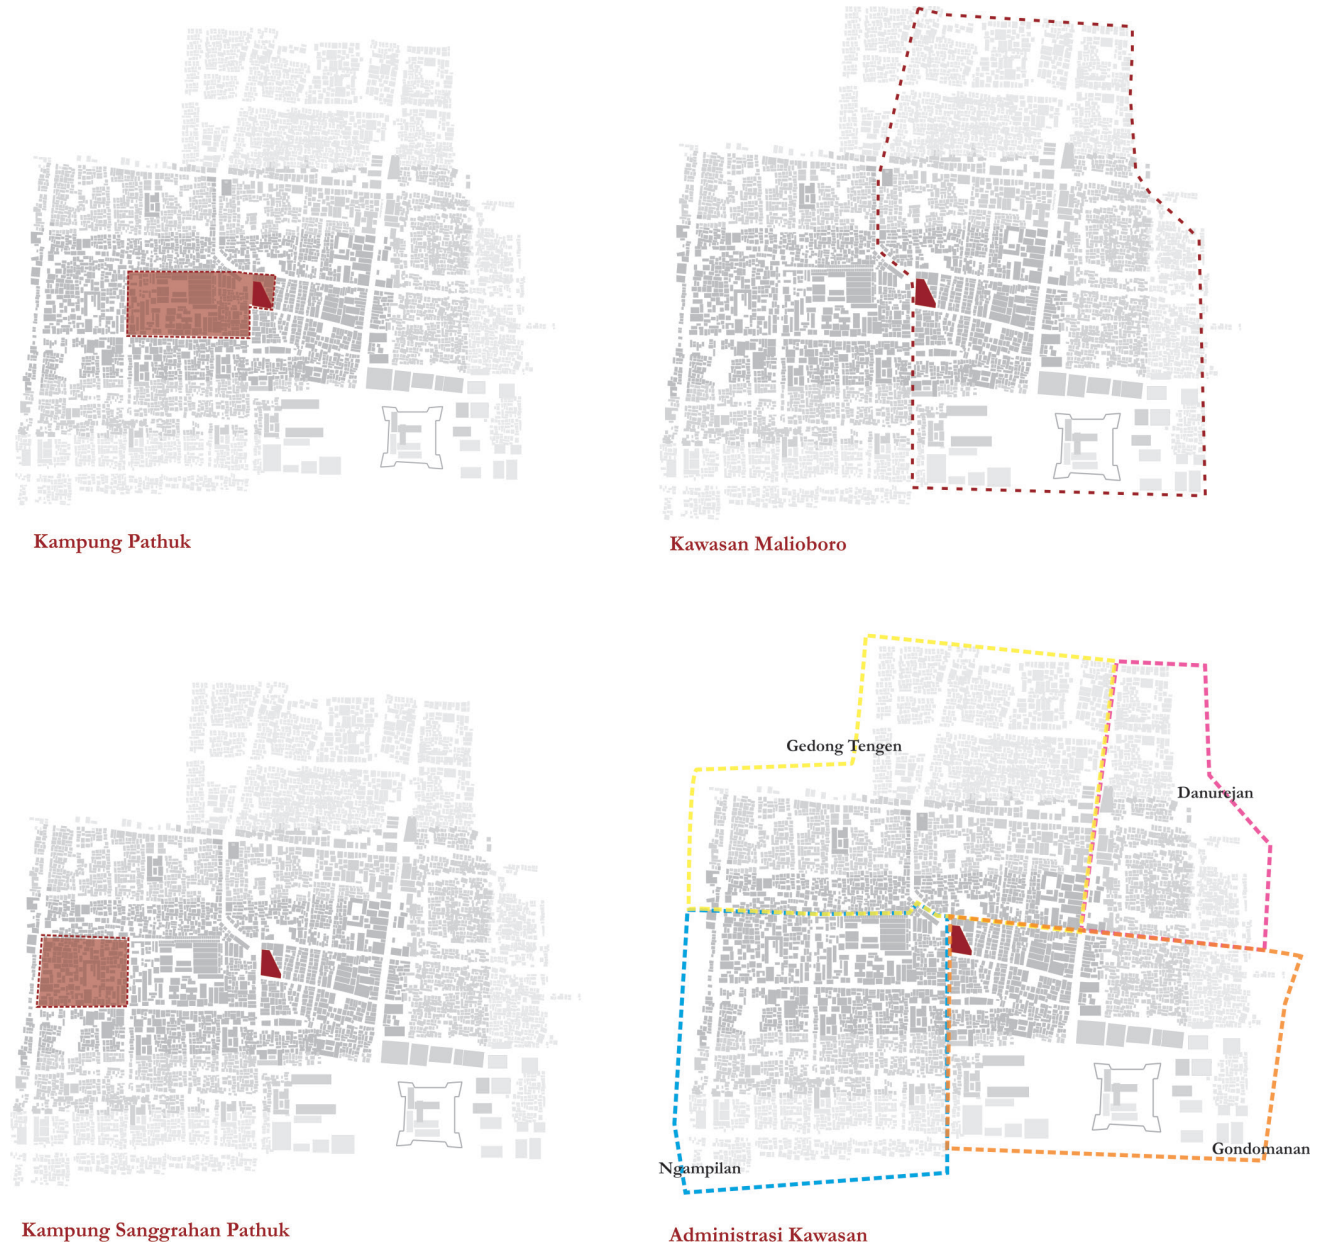 Kampung Pathuk
Kawasan Malioboro
Gedong Tengen
Danurejan
Ngampilan
Gondomanan
Kampung Sanggrahan Pathuk
Administrasi Kawasan